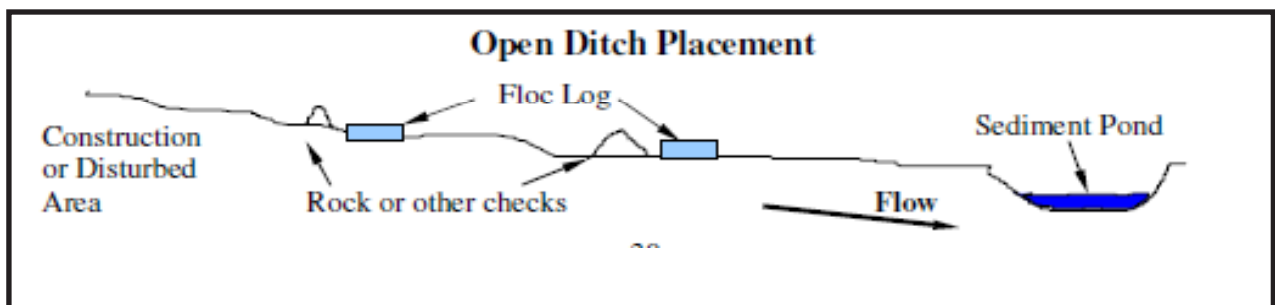 Open Ditch Placement
Floc Log
Sediment Pond
Construction
or Disturbed
Area
Rock or other checks
Flow